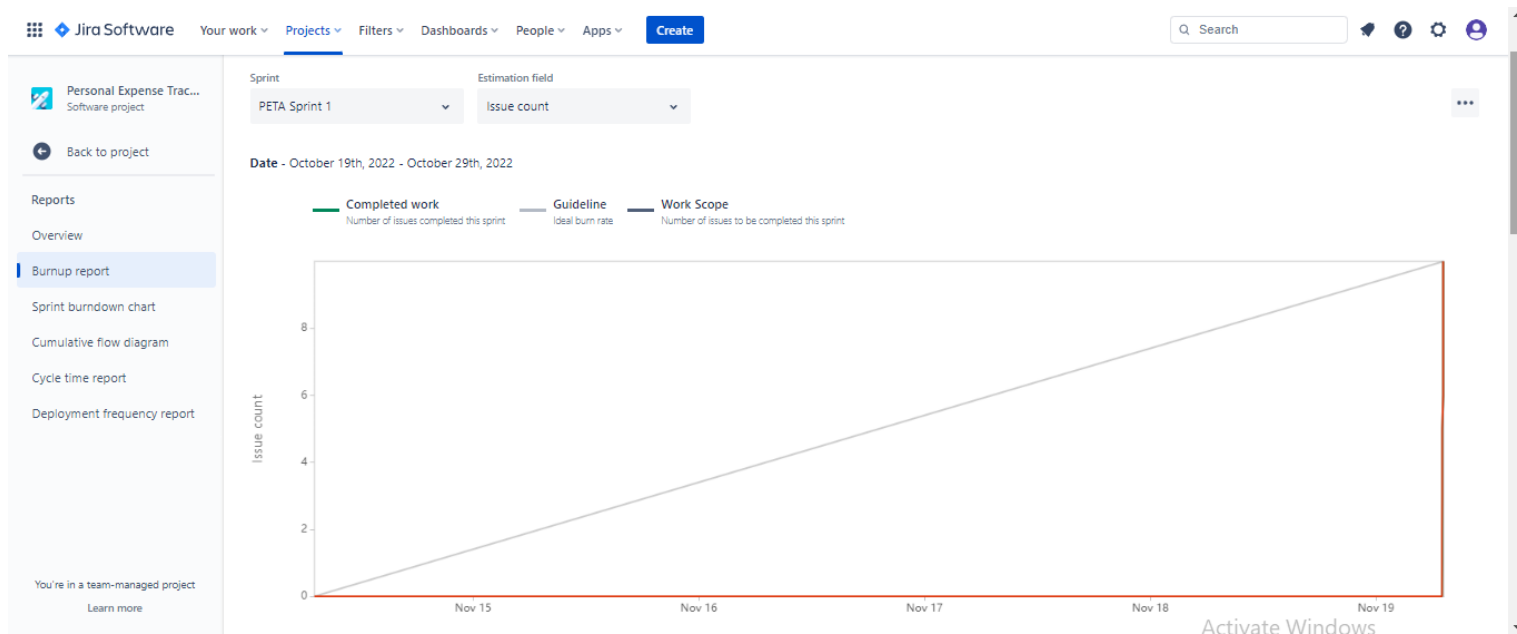 Jira Software Your work Projects Filters Dashboards People Apps Create Search
Personal Expense Trac...
Software project
Back to project
Reports
Overview
Burnup report
Sprint burndown chart
Cumulative flow diagram
Cycle time report
Deployment frequency report
You're in a team-managed project
Learn more
Sprint Estimation field
PETA Sprint 1 Issue count
Date - October 19th, 2022 - October 29th, 2022
Completed work Guideline Work Scope
Number of issues completed this sprint Ideal burn rate Number of issues to be completed this sprint
8
6
4
2
0
Issue count
Nov 15 Nov 16 Nov 17 Nov 18 Nov 19
Activate Windows